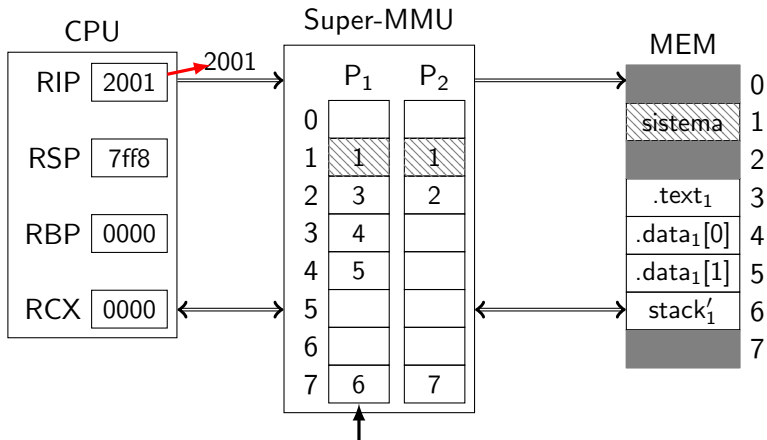 CPU
RIP 2001
RSP 7ff8
RBP 0000
RCX 0000
2001
Super-MMU
P₁ P₂
0
1 1 1
2 3 2
3 4
4 5
5
6
7 6 7
MEM
0
sistema 1
2
.text₁ 3
.data₁[0] 4
.data₁[1] 5
stack′₁ 6
7